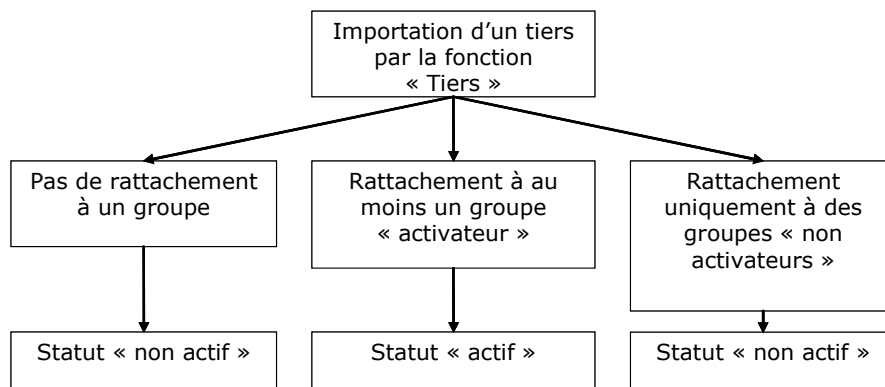 Importation d’un tiers
par la fonction
« Tiers »
Pas de rattachement
à un groupe
Rattachement à au
moins un groupe
« activateur »
Rattachement
uniquement à des
groupes « non
activateurs »
Statut « non actif »
Statut « actif »
Statut « non actif »